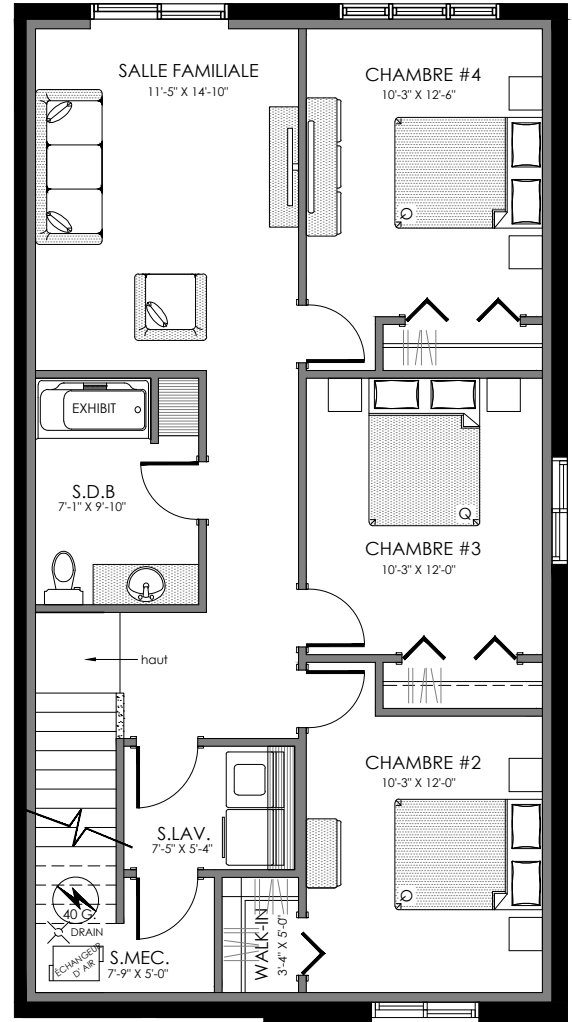 SALLE FAMILIALE
11'-5" X 14'-10"
CHAMBRE #4
10'-3" X 12'-6"
EXHIBIT
S.D.B
7'-1" X 9'-10"
CHAMBRE #3
10'-3" X 12'-0"
haut
CHAMBRE #2
10'-3" X 12'-0"
S.LAV.
7'-5" X 5'-4"
40 G.
DRAIN
ÉCHANGEUR
D'AIR
S.MEC.
7'-9" X 5'-0"
WALK-IN
3'-4" X 5'-0"